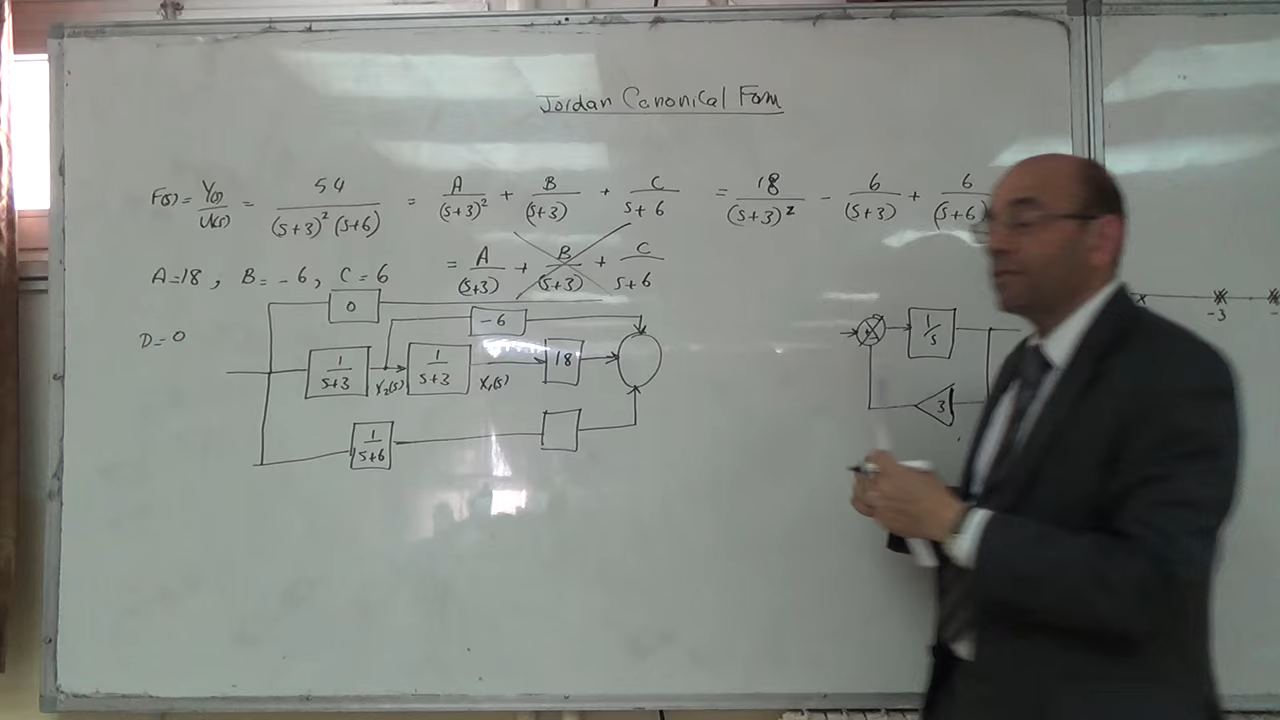 Jordan Canonical Form
F(s) = Y(s)/U(s) = 54/((s+3)² (s+6)) = A/(s+3)² + B/(s+3) + C/(s+6) = 18/(s+3)² - 6/(s+3) + 6/(s+6)
= A/(s+3) + B/(s+3) + C/(s+6)
A=18 , B=-6 , C=6
D=0
0
-6
1/(s+3) X₂(s) 1/(s+3) X₁(s) 18
1/(s+6)
1/s
3
-3